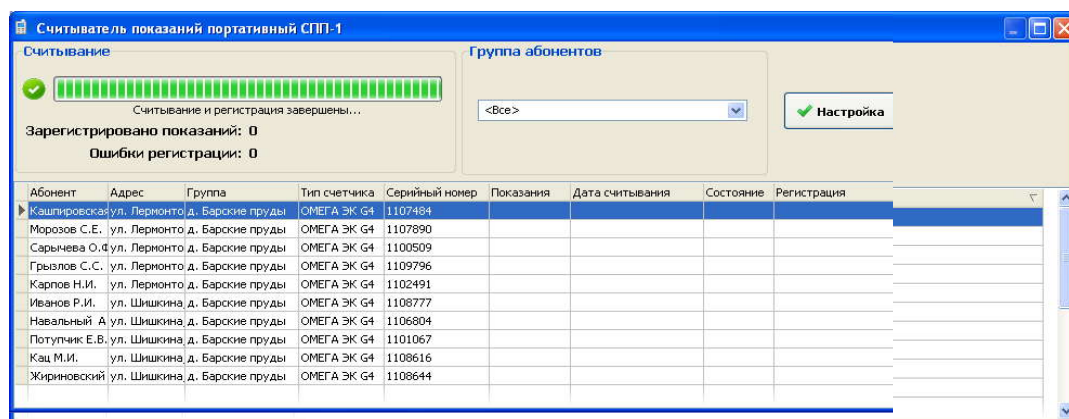 Считыватель показаний портативный СПП-1
Считывание
Группа абонентов
Считывание и регистрация завершены...
<Все>
Настройка
Зарегистрировано показаний: 0
Ошибки регистрации: 0
Абонент Адрес Группа Тип счетчика Серийный номер Показания Дата считывания Состояние Регистрация
Кашпировская ул. Лермонто д. Барские пруды ОМЕГА ЭК G4 1107484
Морозов С.Е. ул. Лермонто д. Барские пруды ОМЕГА ЭК G4 1107890
Сарычева О.Ф ул. Лермонто д. Барские пруды ОМЕГА ЭК G4 1100509
Грызлов С.С. ул. Лермонто д. Барские пруды ОМЕГА ЭК G4 1109796
Карпов Н.И. ул. Лермонто д. Барские пруды ОМЕГА ЭК G4 1102491
Иванов Р.И. ул. Шишкина, д. Барские пруды ОМЕГА ЭК G4 1108777
Навальный А ул. Шишкина, д. Барские пруды ОМЕГА ЭК G4 1106804
Потупчик Е.В. ул. Шишкина, д. Барские пруды ОМЕГА ЭК G4 1101067
Кац М.И. ул. Шишкина, д. Барские пруды ОМЕГА ЭК G4 1108616
Жириновский ул. Шишкина, д. Барские пруды ОМЕГА ЭК G4 1108644